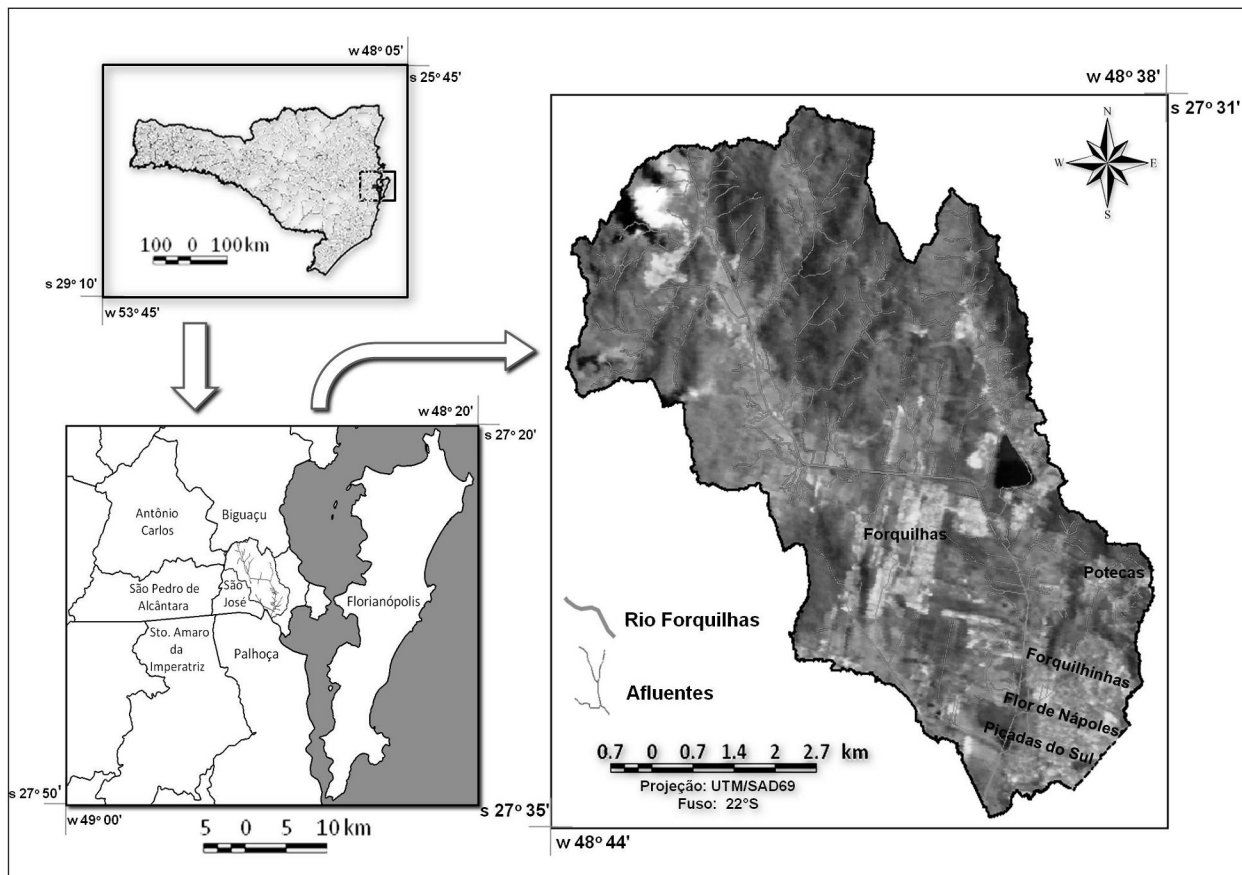 w 48° 05'
s 25° 45'
100 0 100 km
s 29° 10'
w 53° 45'
w 48° 20'
s 27° 20'
Antônio
Carlos
Biguaçu
São Pedro de
Alcântara
São
José
Florianópolis
Sto. Amaro
da
Imperatriz
Palhoça
s 27° 50'
w 49° 00'
5 0 5 10 km
w 48° 38'
s 27° 31'
N
W
E
S
Forquilhas
Potecas
Forquilhinhas
Flor de Nápoles
Picadas do Sul
Rio Forquilhas
Afluentes
0.7 0 0.7 1.4 2 2.7 km
Projeção: UTM/SAD69
Fuso: 22°S
s 27° 35'
w 48° 44'